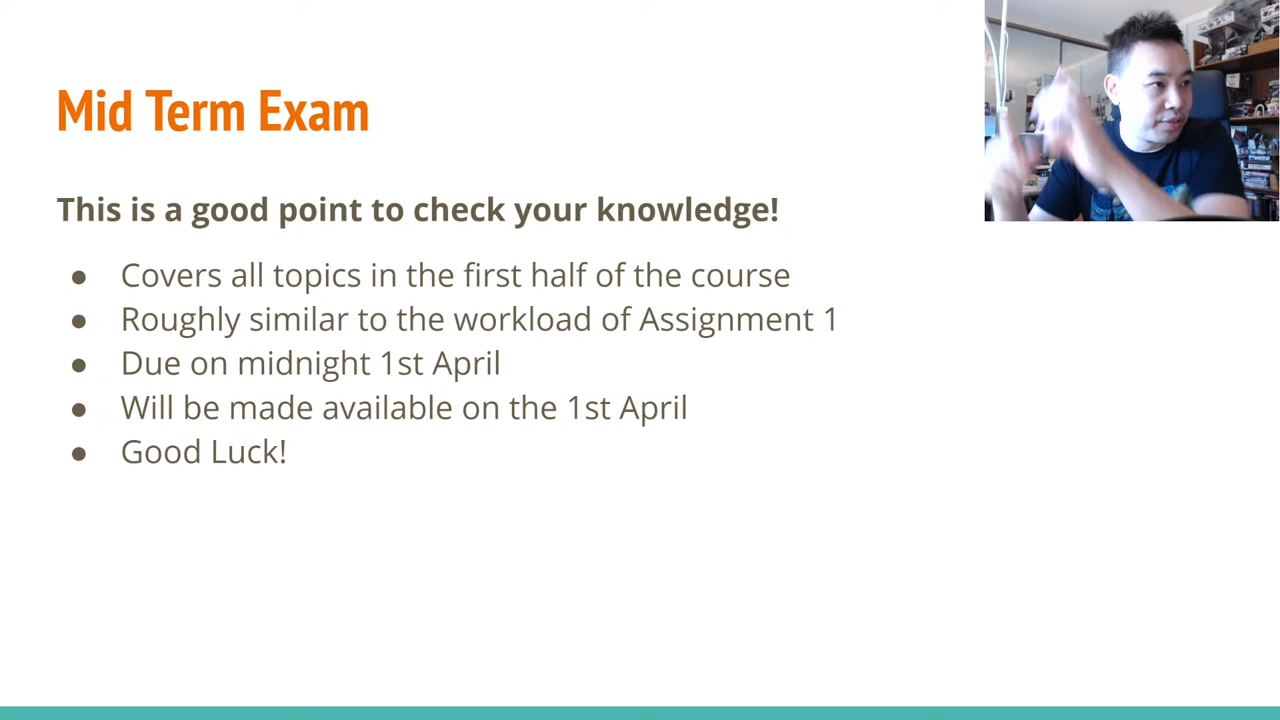 Mid Term Exam
This is a good point to check your knowledge!
● Covers all topics in the first half of the course
● Roughly similar to the workload of Assignment 1
● Due on midnight 1st April
● Will be made available on the 1st April
● Good Luck!